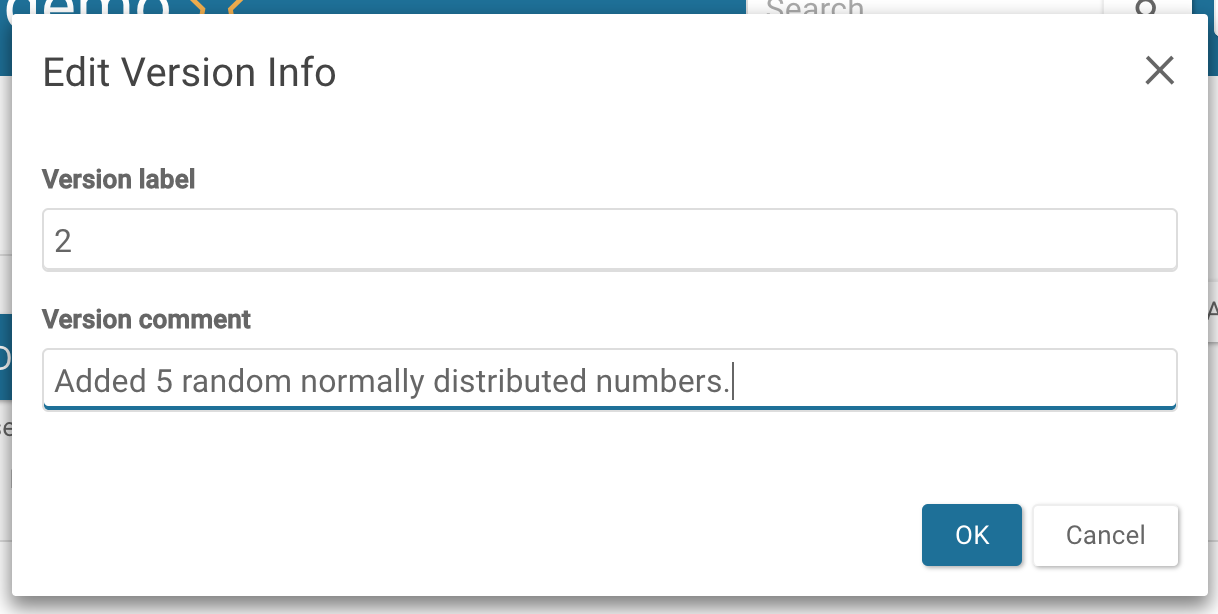 demo
Search
Edit Version Info
Version label
2
Version comment
Added 5 random normally distributed numbers.
OK
Cancel